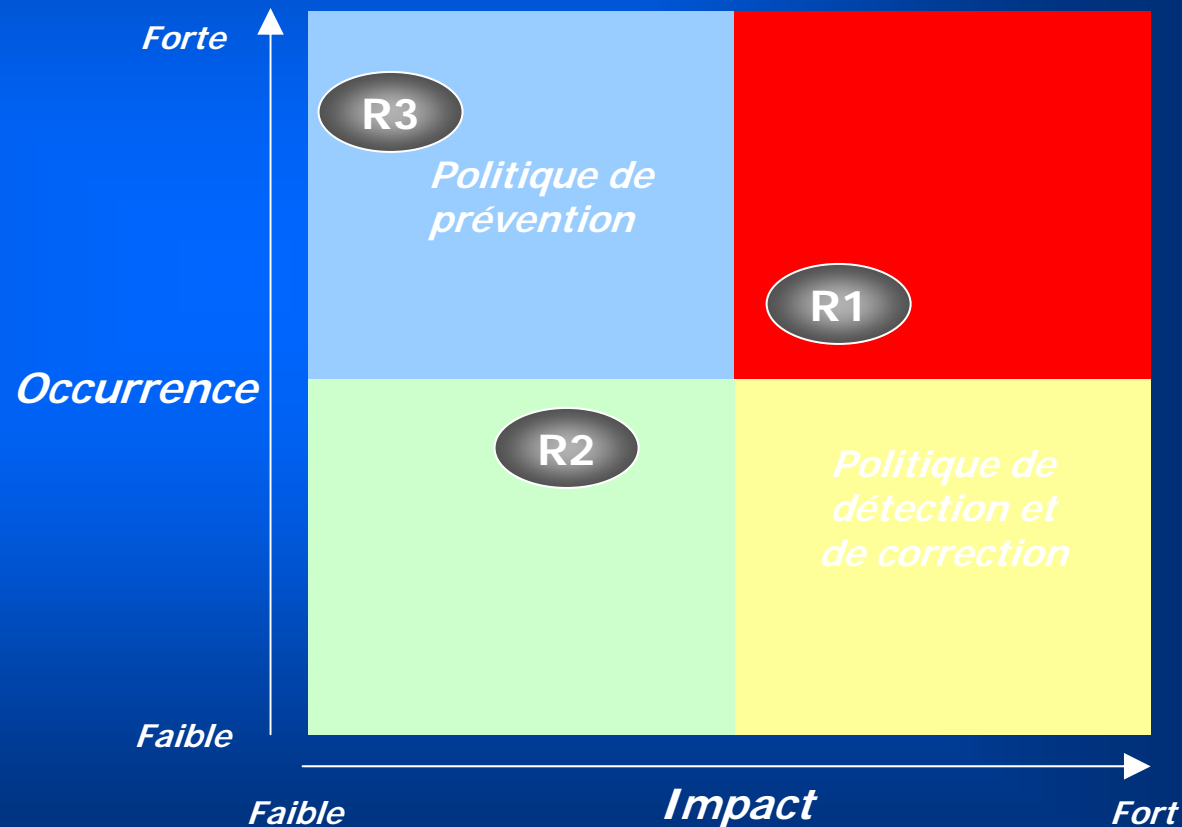 Forte
R3
Politique de
prévention
R1
Occurrence
R2
Politique de
détection et
de correction
Faible
Faible
Impact
Fort